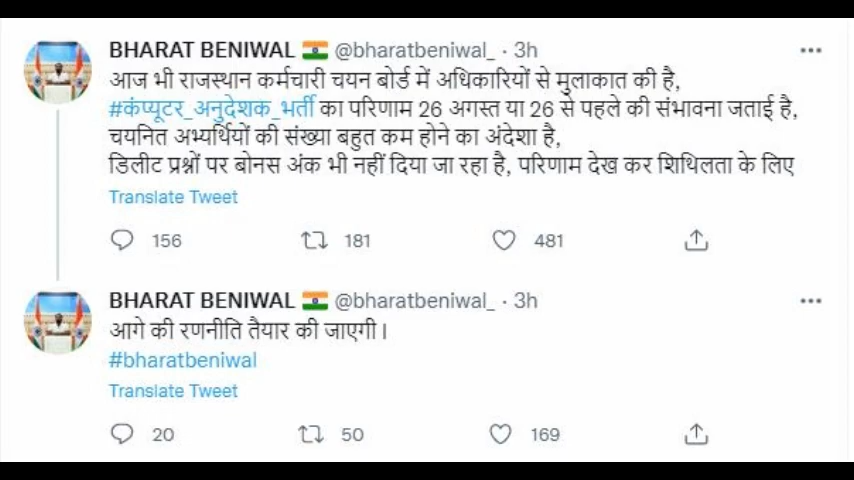 BHARAT BENIWAL 🇮🇳 @bharatbeniwal_ · 3h
आज भी राजस्थान कर्मचारी चयन बोर्ड में अधिकारियों से मुलाकात की है,
#कंप्यूटर_अनुदेशक_भर्ती का परिणाम 26 अगस्त या 26 से पहले की संभावना जताई है,
चयनित अभ्यर्थियों की संख्या बहुत कम होने का अंदेशा है,
डिलीट प्रश्नों पर बोनस अंक भी नहीं दिया जा रहा है, परिणाम देख कर शिथिलता के लिए
Translate Tweet
156 181 481
BHARAT BENIWAL 🇮🇳 @bharatbeniwal_ · 3h
आगे की रणनीति तैयार की जाएगी।
#bharatbeniwal
Translate Tweet
20 50 169